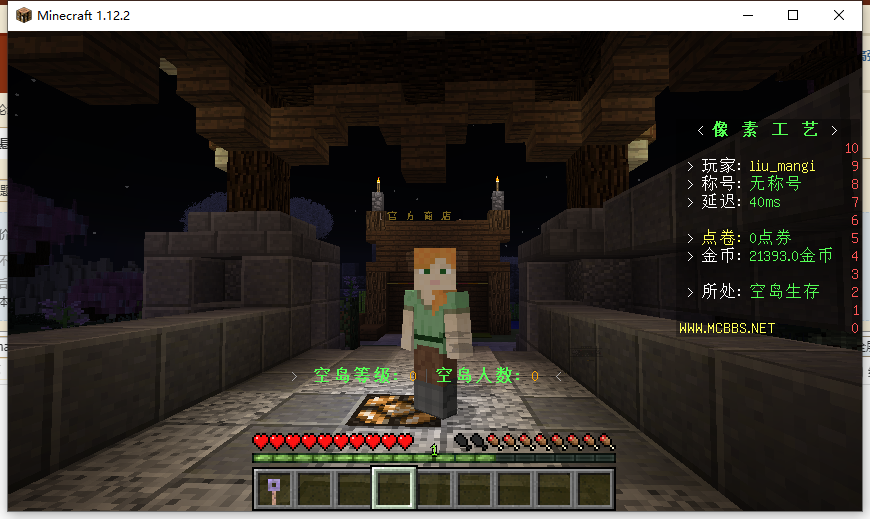 Minecraft 1.12.2
< 像 素 工 艺 >
10
> 玩家: liu_mangi 9
> 称号: 无称号 8
> 延迟: 40ms 7
6
> 点卷: 0点券 5
> 金币: 21393.0金币 4
3
> 所处: 空岛生存 2
1
WWW.MCBBS.NET 0
官 方 商 店
> 空岛等级: 0 | 空岛人数: 0 <
1